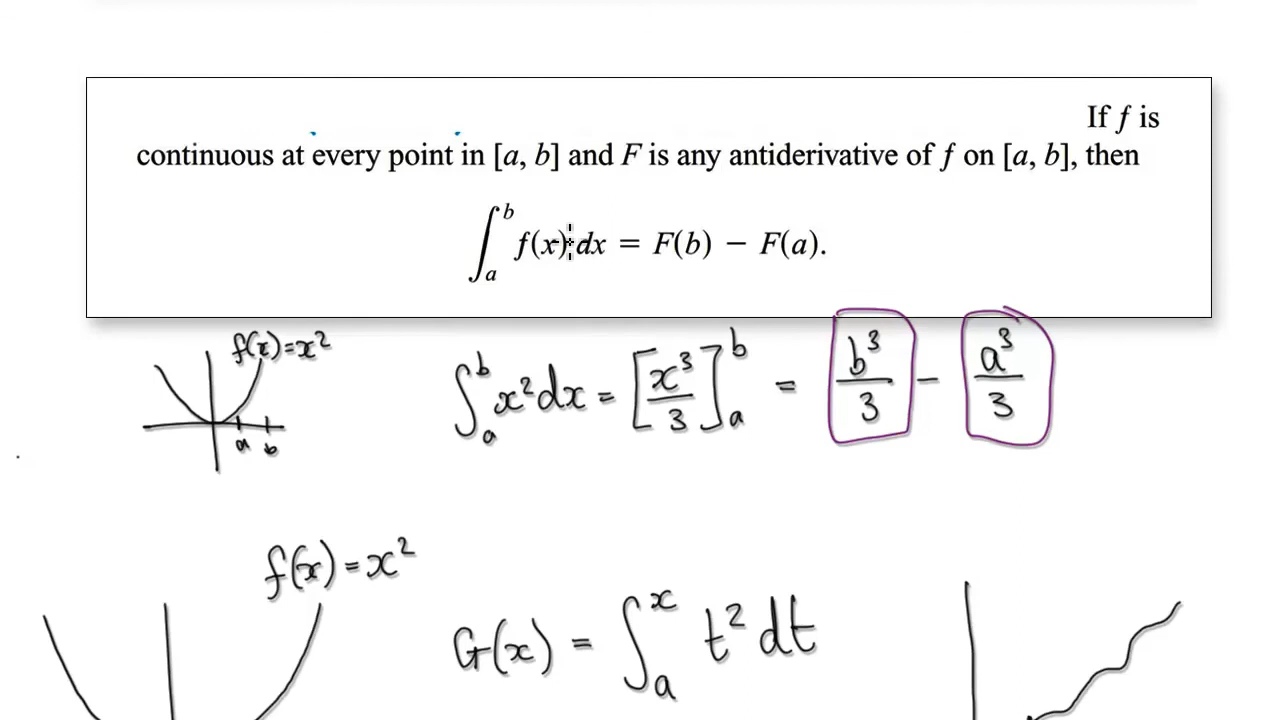 If f is
continuous at every point in [a, b] and F is any antiderivative of f on [a, b], then
∫_a^b f(x) dx = F(b) − F(a).
f(x)=x²
a b
∫_a^b x² dx = [x³/3]_a^b = b³/3 − a³/3
f(x)=x²
G(x) = ∫_a^x t² dt